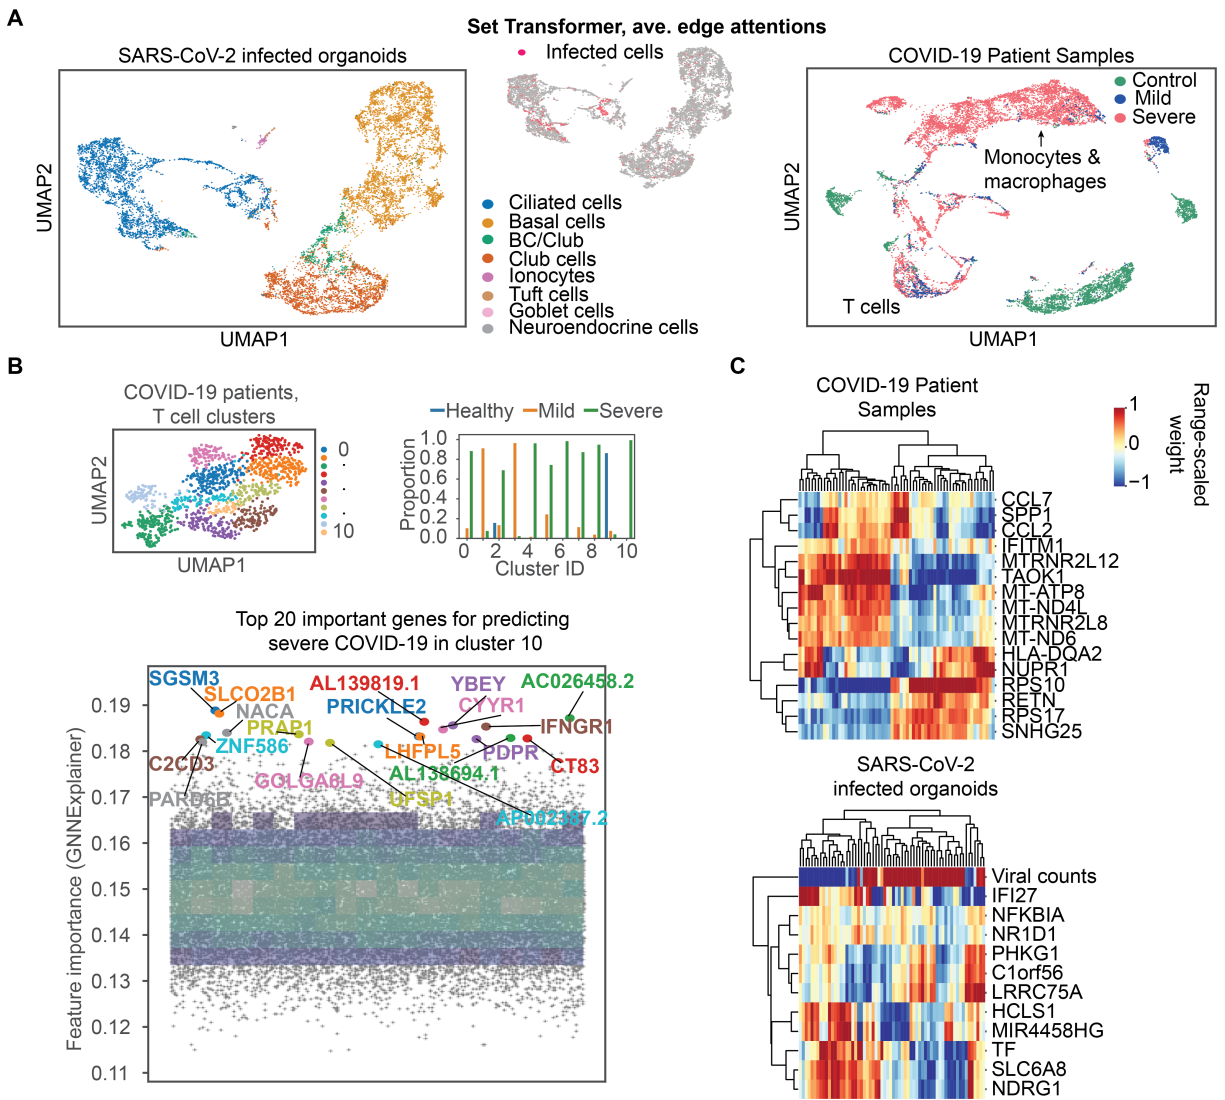 A
Set Transformer, ave. edge attentions
SARS-CoV-2 infected organoids
Infected cells
COVID-19 Patient Samples
UMAP2
UMAP1
Ciliated cells
Basal cells
BC/Club
Club cells
Ionocytes
Tuft cells
Goblet cells
Neuroendocrine cells
UMAP2
Control
Mild
Severe
Monocytes &
macrophages
T cells
UMAP1
B
COVID-19 patients,
T cell clusters
UMAP2
UMAP1
0
10
Healthy Mild Severe
Proportion
1.0
0.8
0.6
0.4
0.2
0.0
0 2 4 6 8 10
Cluster ID
Top 20 important genes for predicting
severe COVID-19 in cluster 10
Feature importance (GNNExplainer)
0.19
0.18
0.17
0.16
0.15
0.14
0.13
0.12
0.11
SGSM3
SLCO2B1
NACA
PRAP1
ZNF586
C2CD3
PARD6B
GOLGA8L9
AL139819.1
PRICKLE2
YBEY
CYYR1
AC026458.2
IFNGR1
LHFPL5
PDPR
AL138694.1
CT83
UFSP1
AP002387.2
C
COVID-19 Patient
Samples
1
0
−1
Range-scaled
weight
CCL7
SPP1
CCL2
IFITM1
MTRNR2L12
TAOK1
MT-ATP8
MT-ND4L
MTRNR2L8
MT-ND6
HLA-DQA2
NUPR1
RPS10
RETN
RPS17
SNHG25
SARS-CoV-2
infected organoids
Viral counts
IFI27
NFKBIA
NR1D1
PHKG1
C1orf56
LRRC75A
HCLS1
MIR4458HG
TF
SLC6A8
NDRG1